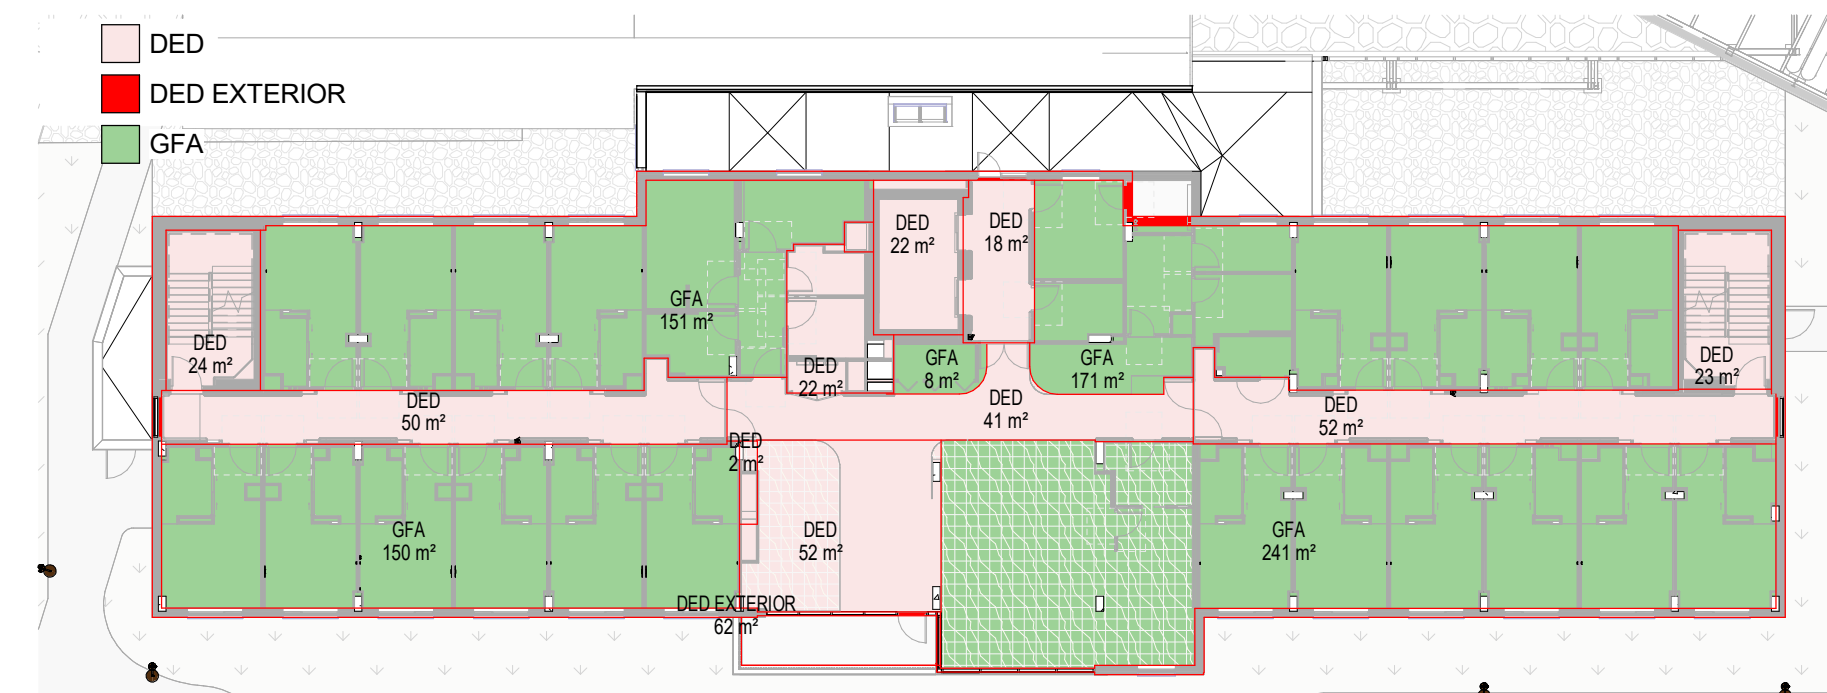 DED
DED EXTERIOR
GFA
DED
22 m²
DED
18 m²
GFA
151 m²
DED
24 m²
DED
22 m²
GFA
8 m²
GFA
171 m²
DED
23 m²
DED
50 m²
DED
41 m²
DED
52 m²
DED
2 m²
GFA
150 m²
DED
52 m²
GFA
241 m²
DED EXTERIOR
62 m²